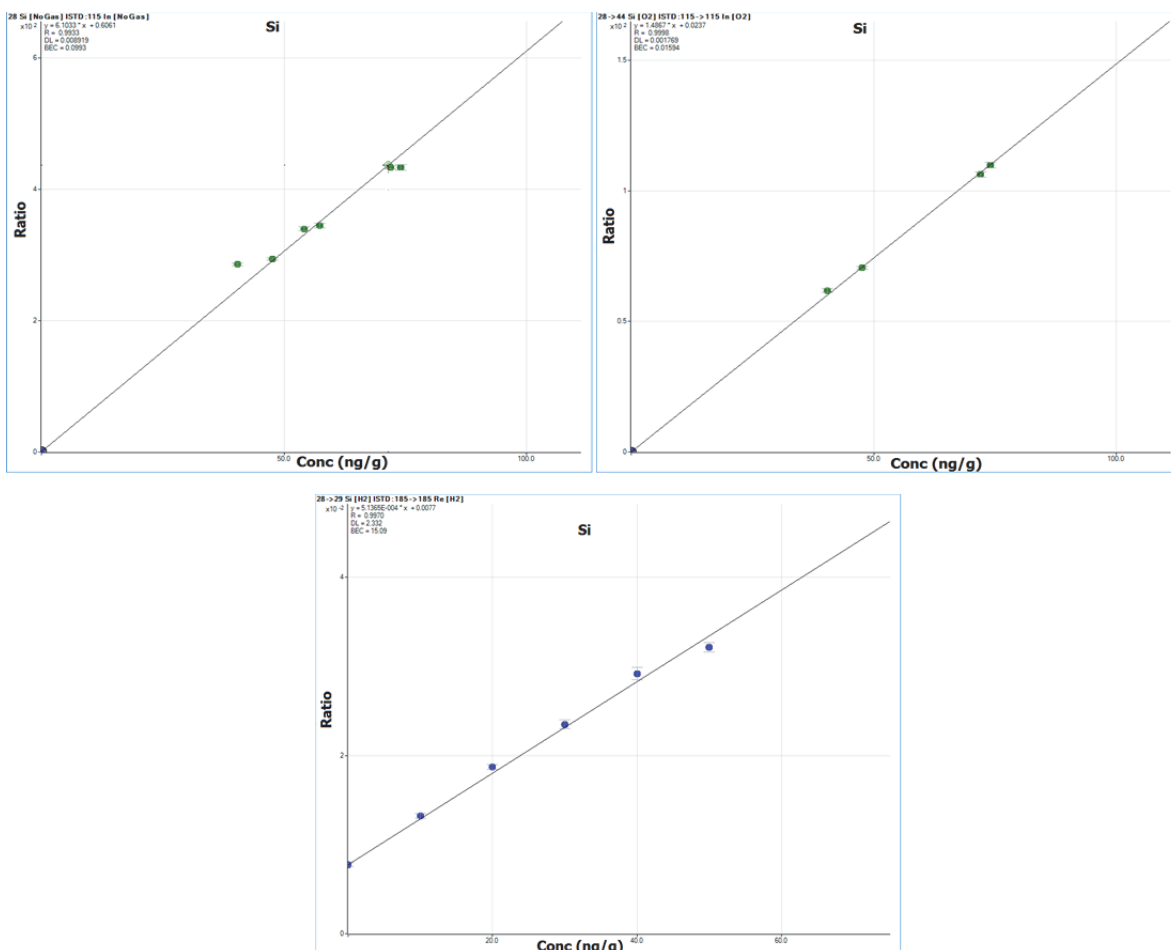 28 Si [No Gas] ISTD:115 In [No Gas]
x10 2
y = 6.1033 * x + 0.6061
R = 0.9933
DL = 0.008919
BEC = 0.0993
Si
6
4
2
0
Ratio
50.0
100.0
Conc (ng/g)
28->44 Si [O2] ISTD:115->115 In [O2]
x10 2
y = 1.4867 * x + 0.0237
R = 0.9998
DL = 0.001769
BEC = 0.01594
Si
1.5
1
0.5
0
Ratio
50.0
100.0
Conc (ng/g)
28->29 Si [H2] ISTD:185->185 Re [H2]
x10 -2
y = 5.1365E-004 * x + 0.0077
R = 0.9970
DL = 2.332
BEC = 15.09
Si
4
2
0
Ratio
20.0
40.0
60.0
Conc (ng/g)